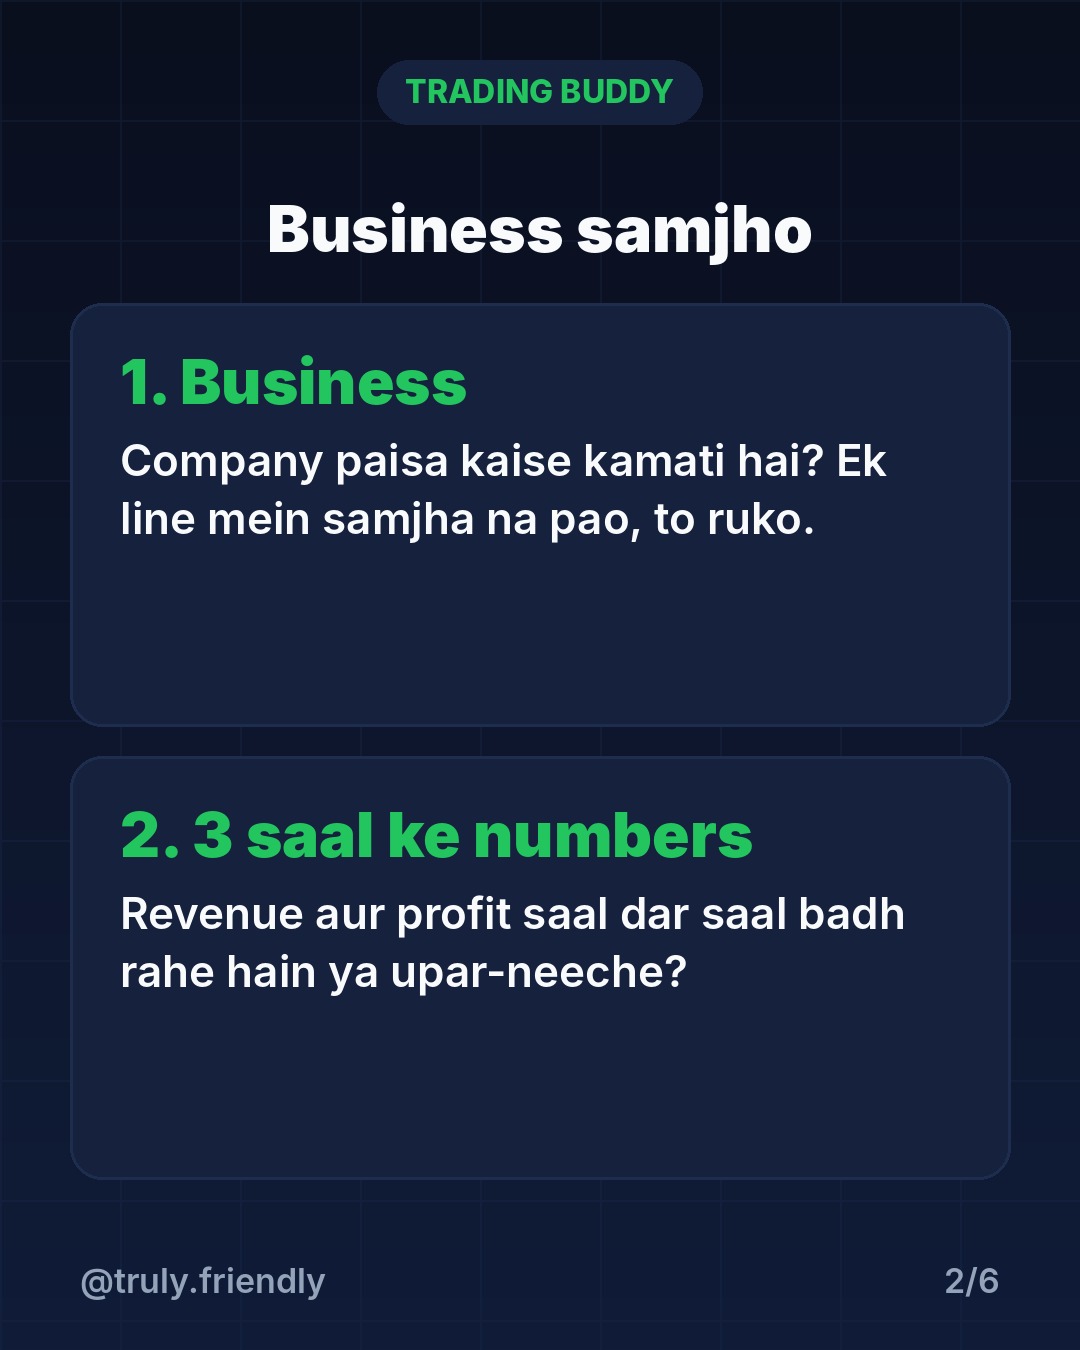 TRADING BUDDY
Business samjho
1. Business
Company paisa kaise kamati hai? Ek
line mein samjha na pao, to ruko.
2. 3 saal ke numbers
Revenue aur profit saal dar saal badh
rahe hain ya upar-neeche?
@truly.friendly
2/6